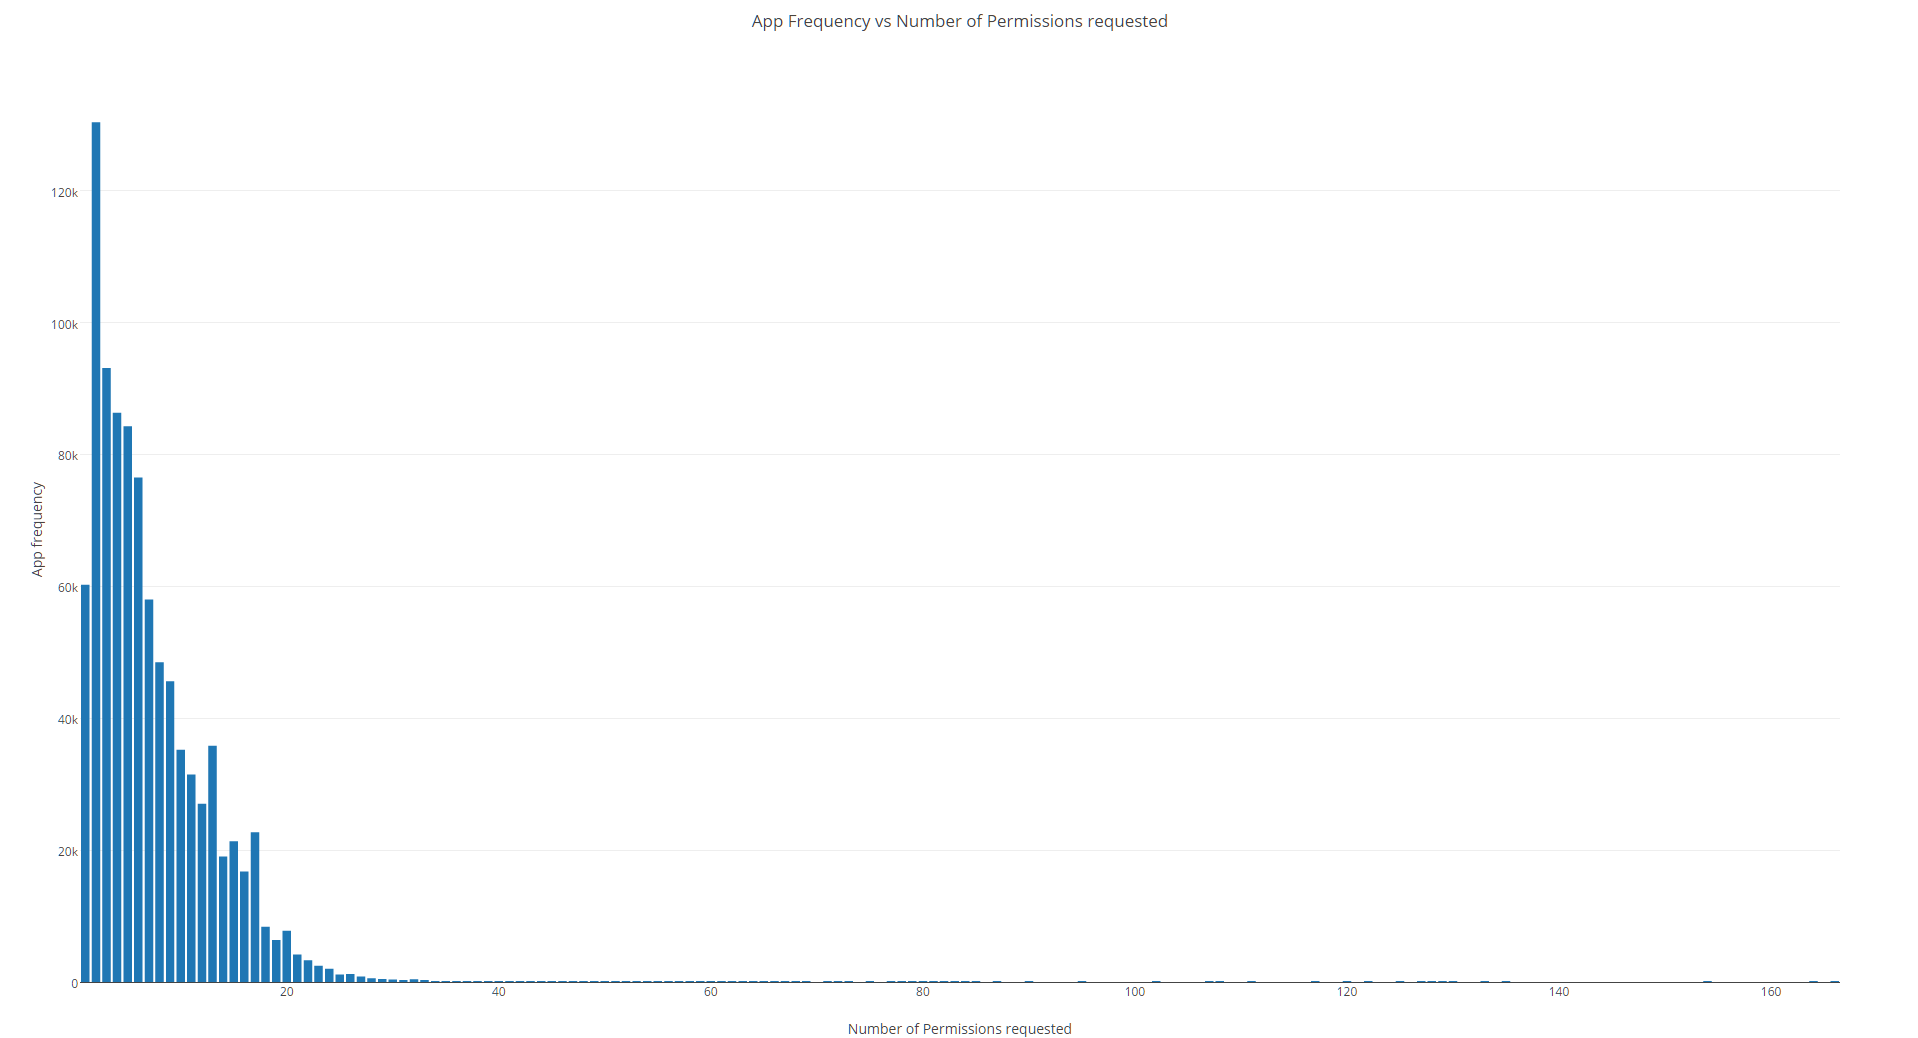 App Frequency vs Number of Permissions requested
120k
100k
80k
60k
40k
20k
0
App frequency
20 40 60 80 100 120 140 160
Number of Permissions requested